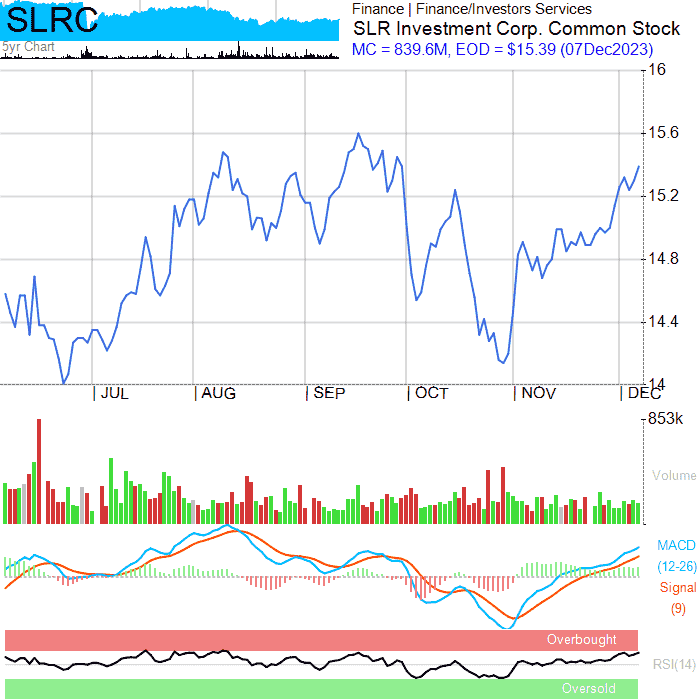 SLRC
5yr Chart
Finance | Finance/Investors Services
SLR Investment Corp. Common Stock
MC = 839.6M, EOD = $15.39 (07Dec2023)
16
15.6
15.2
14.8
14.4
14
JUL AUG SEP OCT NOV DEC
853k
Volume
MACD
(12-26)
Signal
(9)
Overbought
RSI(14)
Oversold